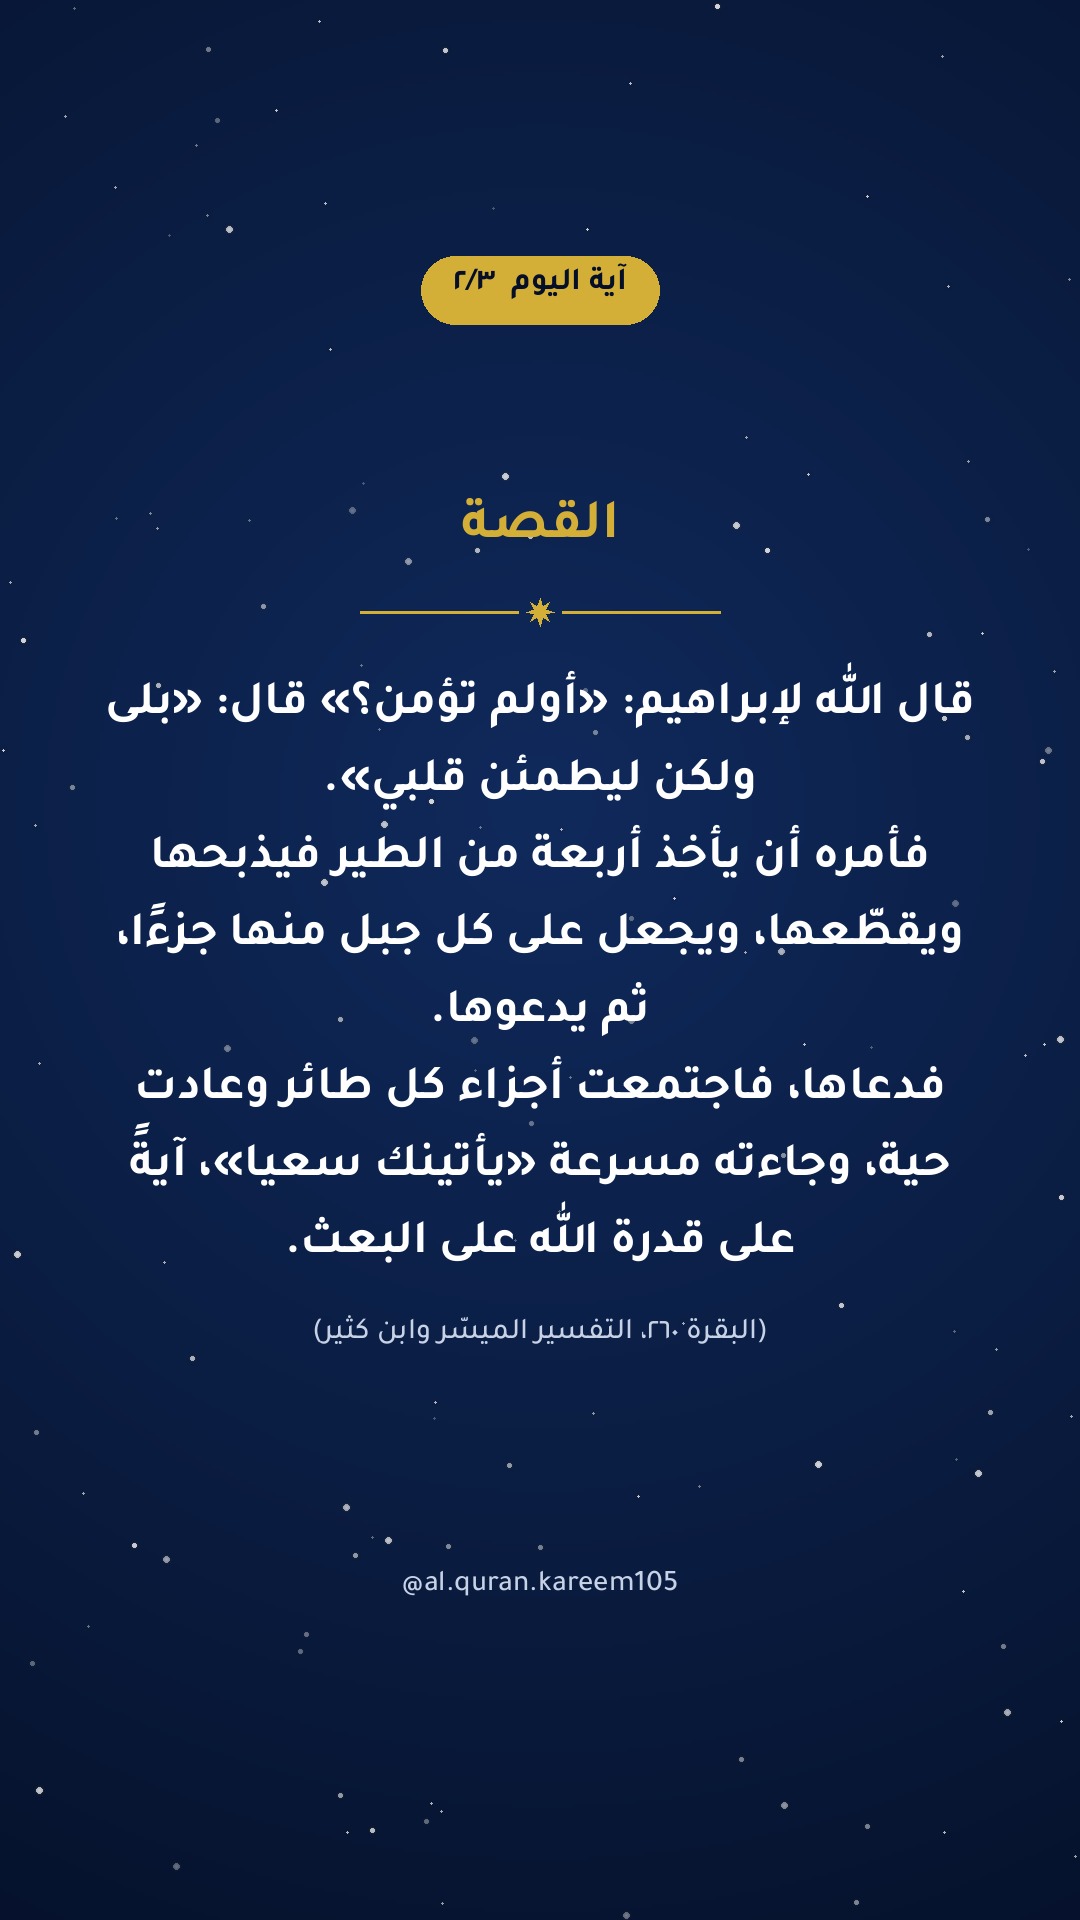 آية اليوم ٢/٣
القصة
قال الله لإبراهيم: «أولم تؤمن؟» قال: «بلى
ولكن ليطمئن قلبي».
فأمره أن يأخذ أربعة من الطير فيذبحها
ويقطّعها، ويجعل على كل جبل منها جزءًا،
ثم يدعوها.
فدعاها، فاجتمعت أجزاء كل طائر وعادت
حية، وجاءته مسرعة «يأتينك سعيا»، آيةً
على قدرة الله على البعث.
(البقرة ٢٦٠، التفسير الميسّر وابن كثير)
@al.quran.kareem105